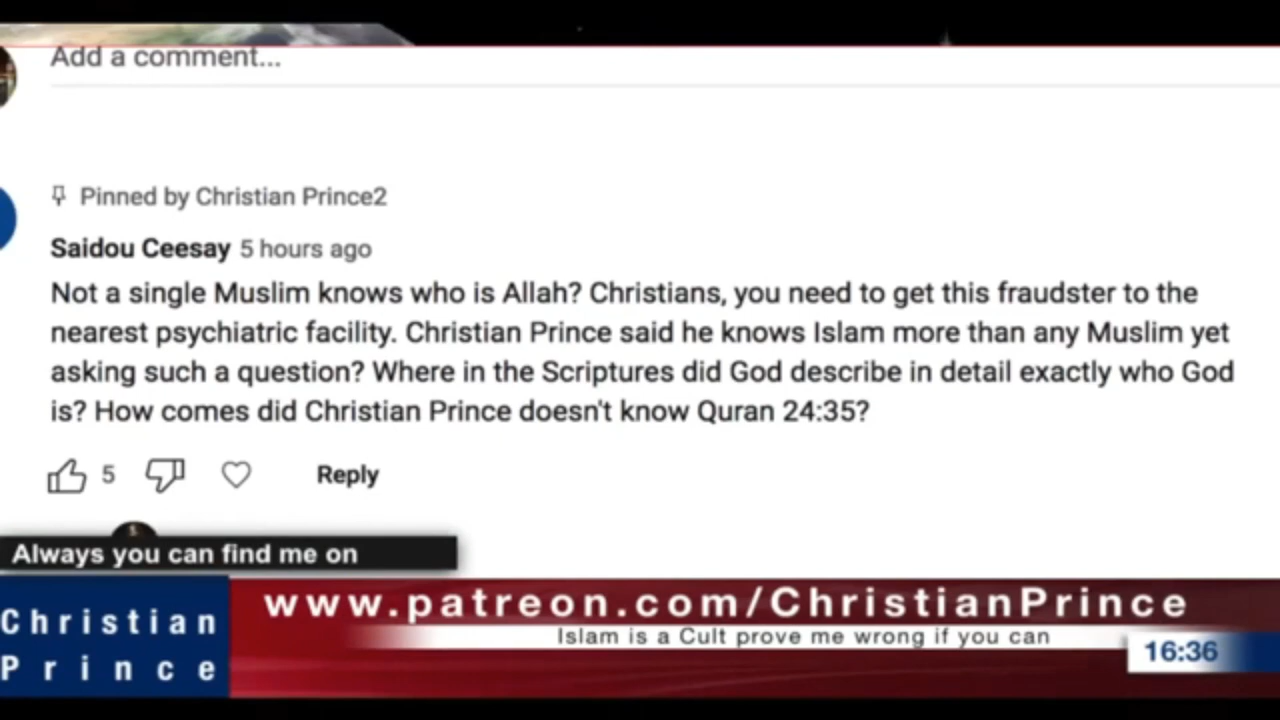 Add a comment...
Pinned by Christian Prince2
Saidou Ceesay 5 hours ago
Not a single Muslim knows who is Allah? Christians, you need to get this fraudster to the
nearest psychiatric facility. Christian Prince said he knows Islam more than any Muslim yet
asking such a question? Where in the Scriptures did God describe in detail exactly who God
is? How comes did Christian Prince doesn't know Quran 24:35?
5 Reply
Always you can find me on
Christian
Prince
www.patreon.com/ChristianPrince
Islam is a Cult prove me wrong if you can
16:36